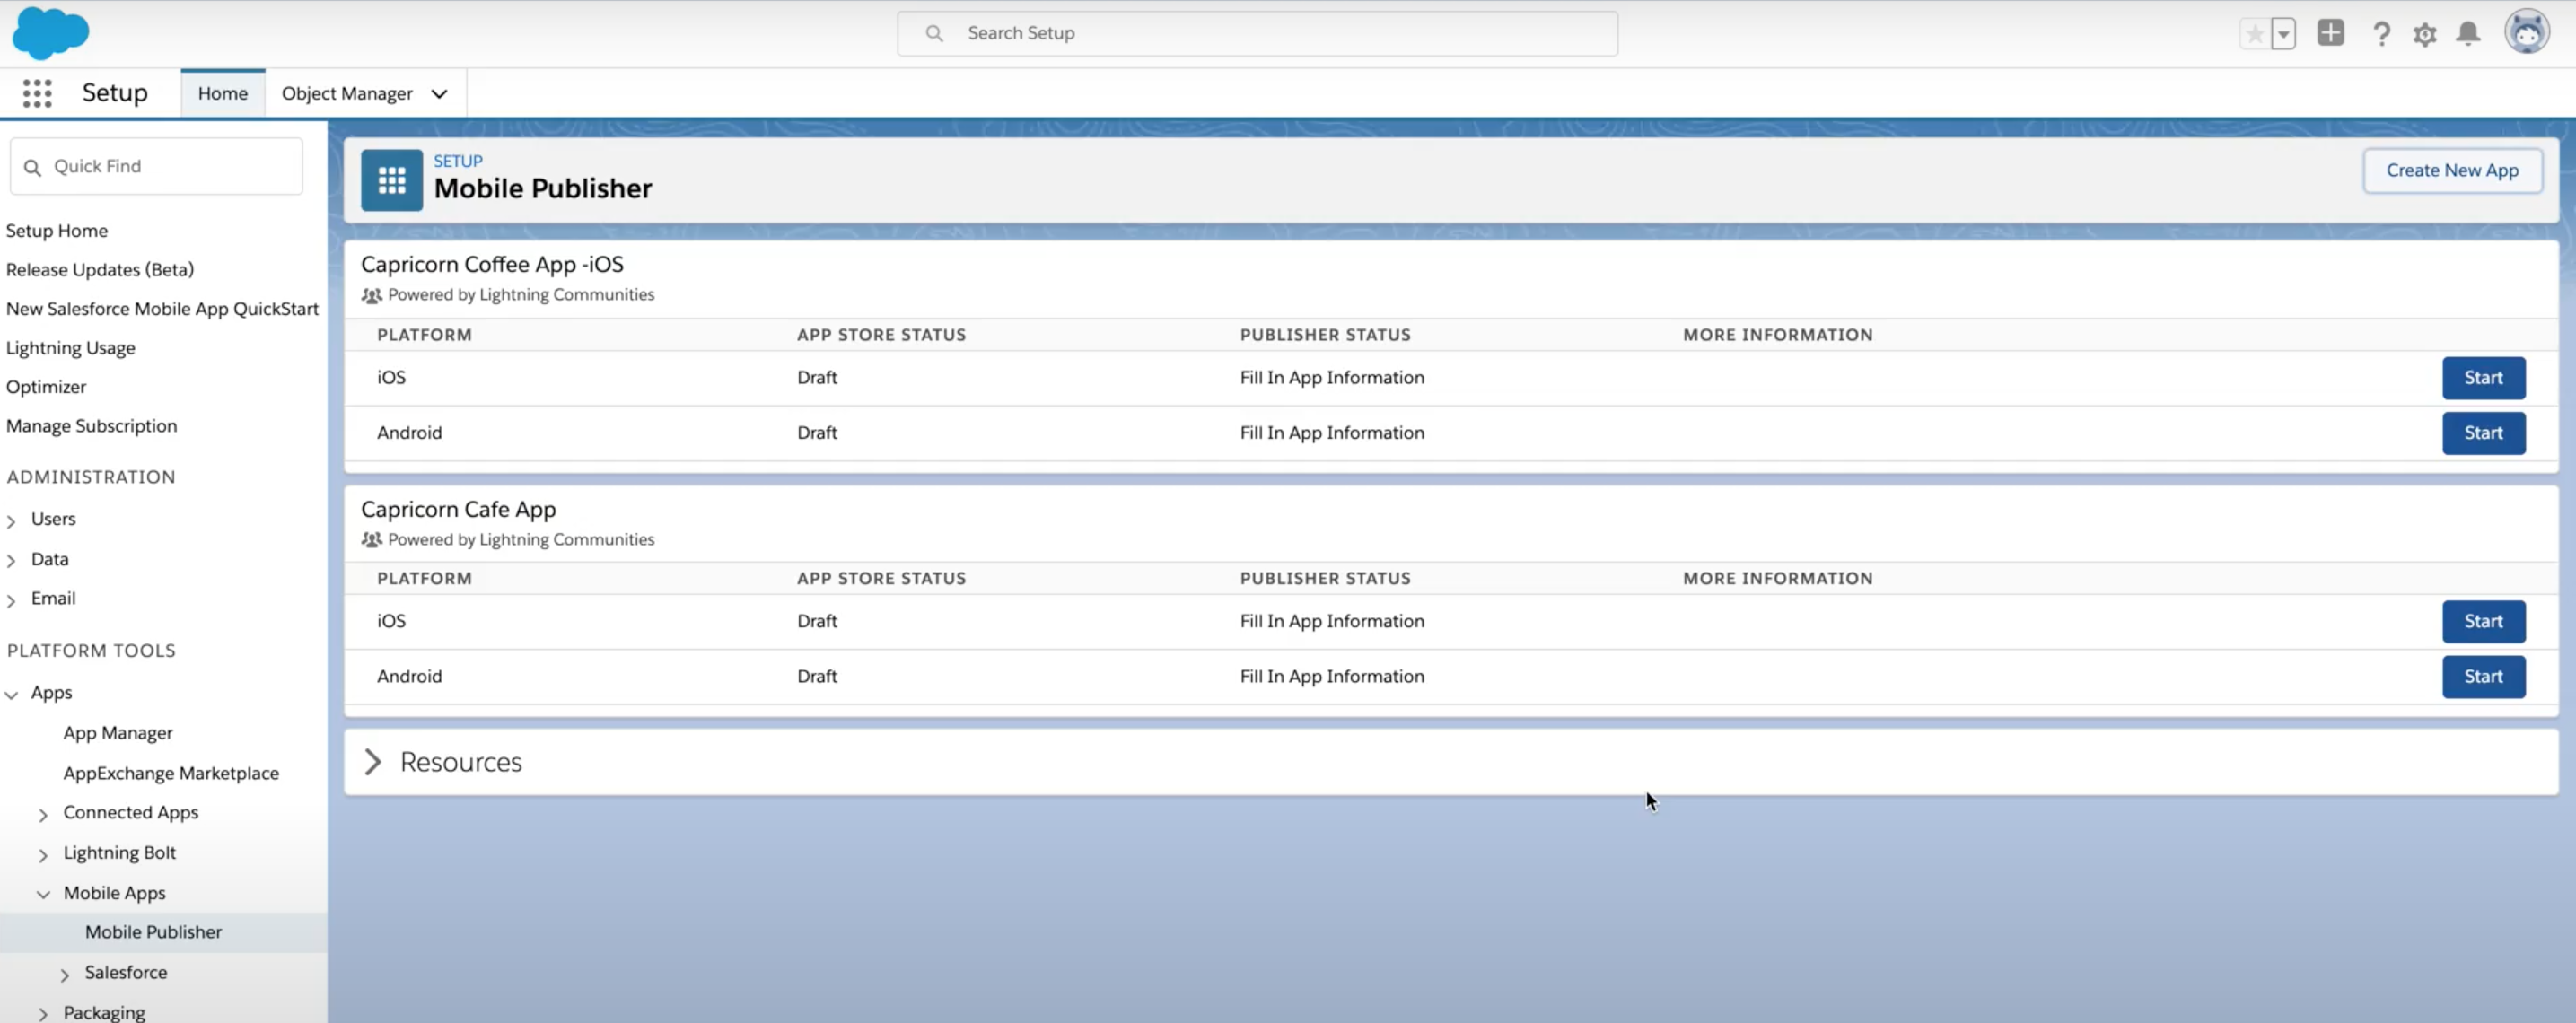 Search Setup
Setup
Home
Object Manager
Quick Find
Setup Home
Release Updates (Beta)
New Salesforce Mobile App QuickStart
Lightning Usage
Optimizer
Manage Subscription
ADMINISTRATION
Users
Data
Email
PLATFORM TOOLS
Apps
App Manager
AppExchange Marketplace
Connected Apps
Lightning Bolt
Mobile Apps
Mobile Publisher
Salesforce
Packaging
SETUP
Mobile Publisher
Create New App
Capricorn Coffee App -iOS
Powered by Lightning Communities
PLATFORM APP STORE STATUS PUBLISHER STATUS MORE INFORMATION
iOS Draft Fill In App Information Start
Android Draft Fill In App Information Start
Capricorn Cafe App
Powered by Lightning Communities
PLATFORM APP STORE STATUS PUBLISHER STATUS MORE INFORMATION
iOS Draft Fill In App Information Start
Android Draft Fill In App Information Start
Resources